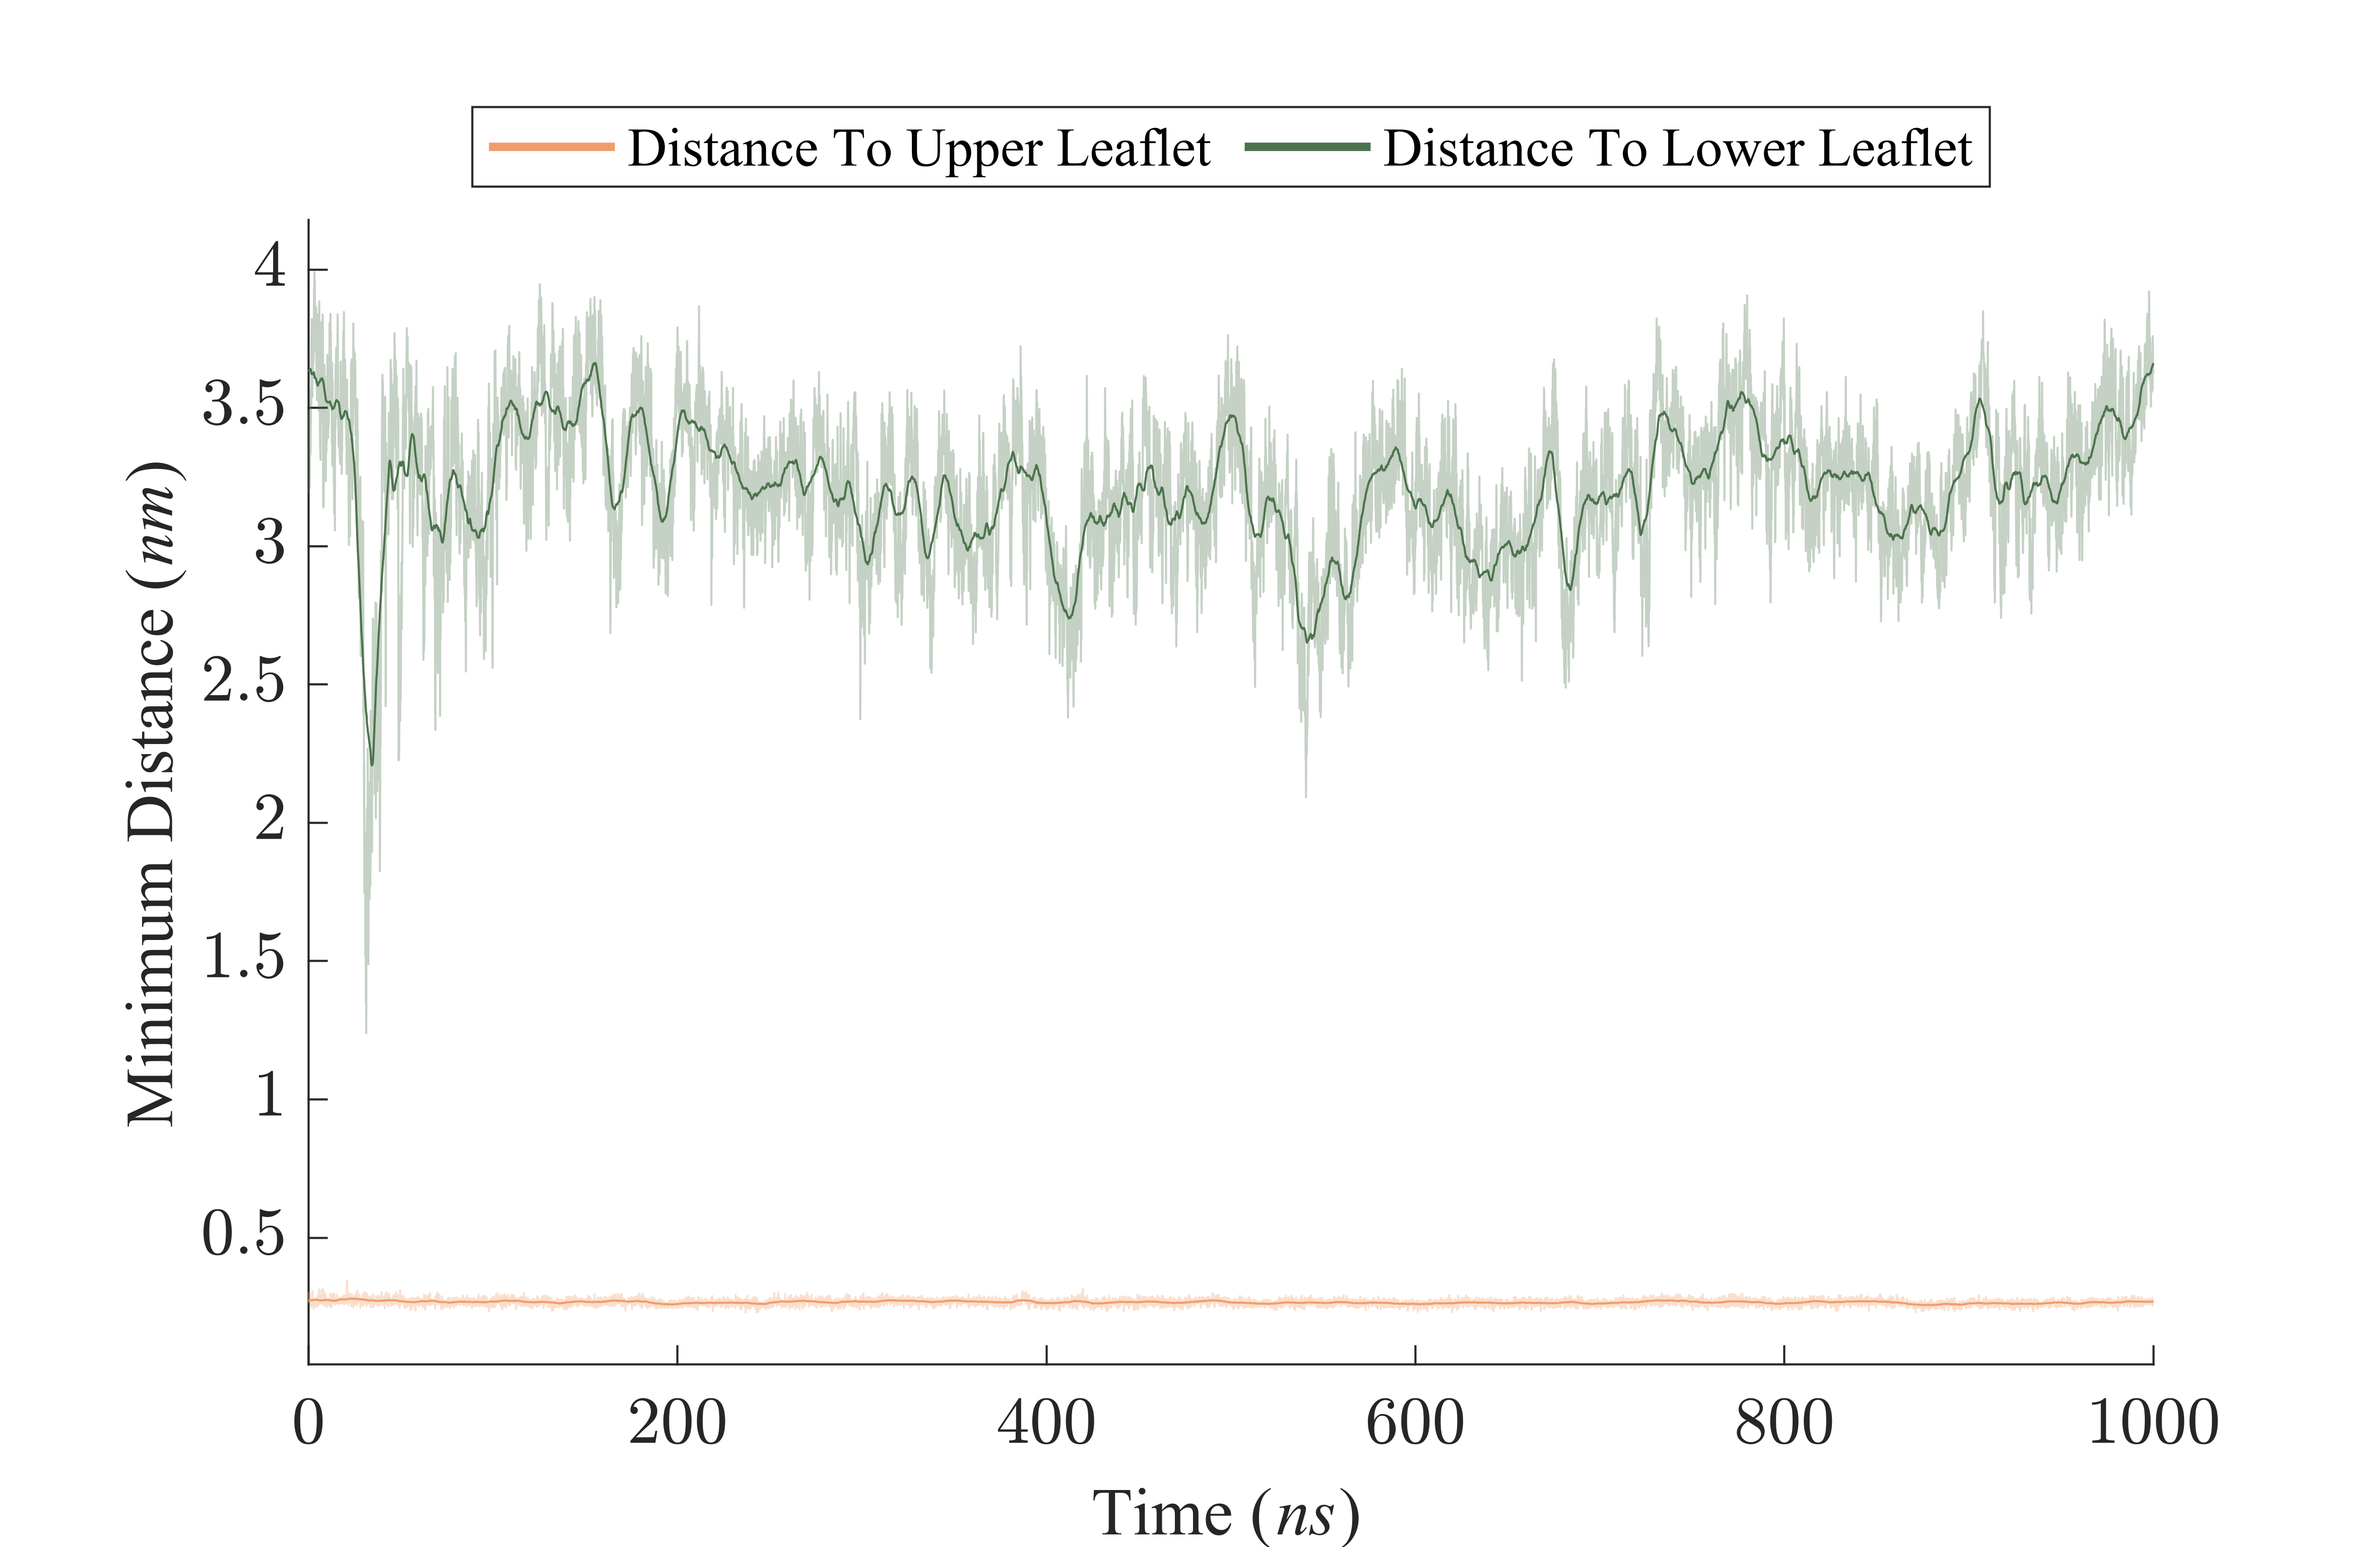 Distance To Upper Leaflet Distance To Lower Leaflet
Minimum Distance (nm)
4
3.5
3
2.5
2
1.5
1
0.5
0 200 400 600 800 1000
Time (ns)